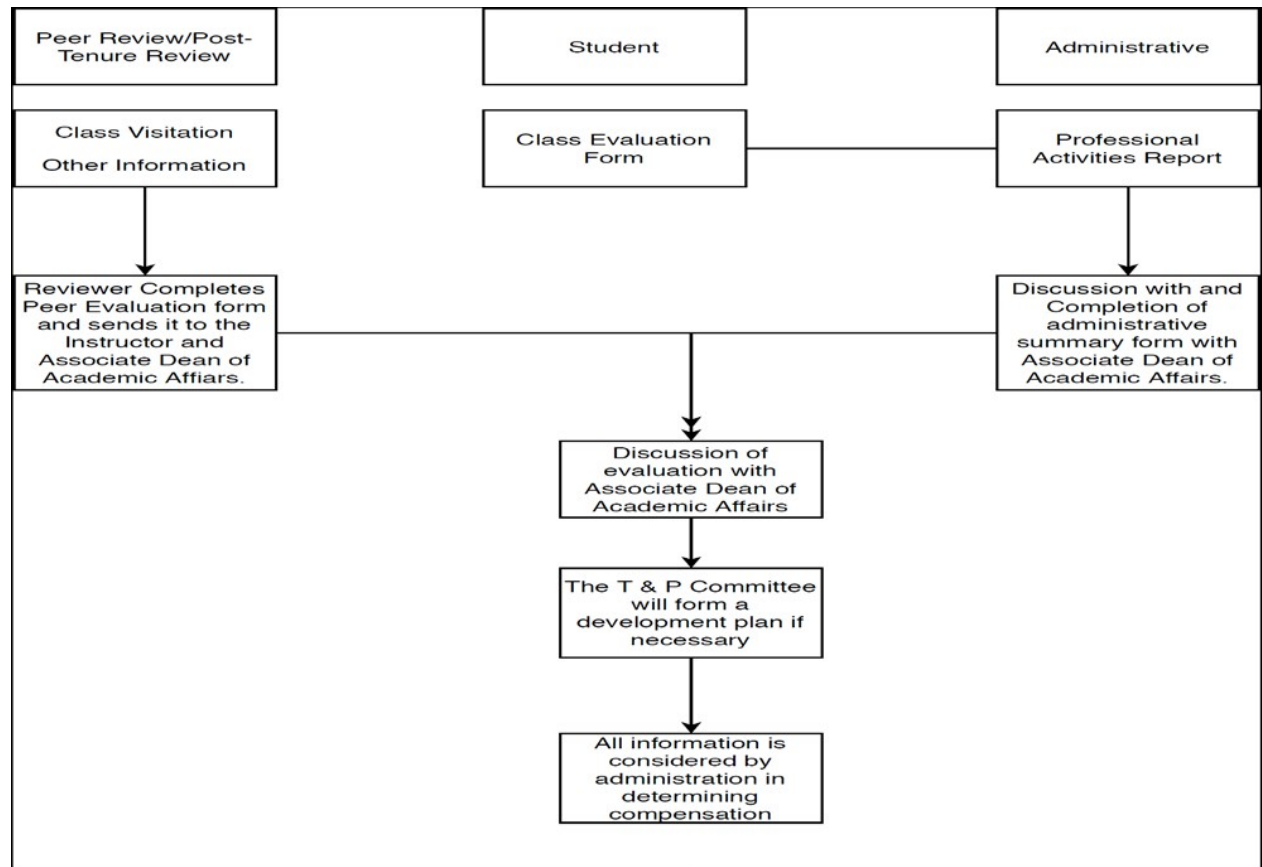 Peer Review/Post-
Tenure Review
Student
Administrative
Class Visitation
Other Information
Class Evaluation
Form
Professional
Activities Report
Reviewer Completes
Peer Evaluation form
and sends it to the
Instructor and
Associate Dean of
Academic Affiars.
Discussion with and
Completion of
administrative
summary form with
Associate Dean of
Academic Affairs.
Discussion of
evaluation with
Associate Dean of
Academic Affairs
The T & P Committee
will form a
development plan if
necessary
All information is
considered by
administration in
determining
compensation